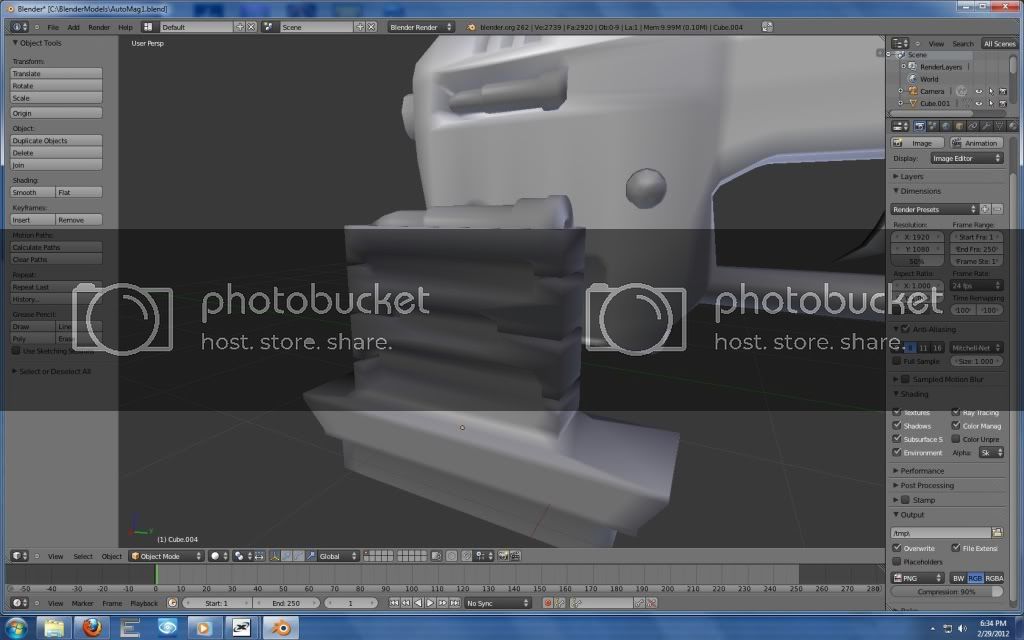 Blender* [C:\BlenderModels\AutoMag1.blend]
File Add Render Help Default Scene Blender Render blender.org 262 | Ve:2739 | Fa:2920 | Ob:0-9 | La:1 | Mem:9.99M (0.10M) | Cube.004
View Search All Scenes
Object Tools
User Persp
Scene
RenderLayers
World
Camera
Cube.001
Transform:
Translate
Rotate
Scale
Origin
Object:
Duplicate Objects
Delete
Join
Shading:
Smooth Flat
Keyframes:
Insert Remove
Motion Paths:
Calculate Paths
Clear Paths
Repeat:
Repeat Last
History...
Grease Pencil:
Draw Line
Poly Erase
Use Sketching Sessions
Select or Deselect All
photobucket
host. store. share.
photobucket
host. store. share.
Image Animation
Display: Image Editor
Layers
Dimensions
Render Presets
Resolution: Frame Range:
X: 1920 Start Fra: 1
Y: 1080 End Fra: 250
50% Frame Ste: 1
Aspect Ratio: Frame Rate:
X: 1.000 24 fps
Time Remapping
100 100
Anti-Aliasing
8 11 16 Mitchell-Net
Full Sample Size: 1.000
Sampled Motion Blur
Shading
Textures Ray Tracing
Shadows Color Manag
Subsurface S Color Unpre
Environment Alpha: Sk
Performance
Post Processing
Stamp
Output
/tmp\
Overwrite File Extensi
Placeholders
PNG BW RGB RGBA
Compression: 90%
(1) Cube.004
View Select Object Object Mode Global
-50 -40 -30 -20 -10 0 10 20 30 40 50 60 70 80 90 100 110 120 130 140 150 160 170 180 190 200 210 220 230 240 250 260 270 280
View Marker Frame Playback Start: 1 End: 250 1 No Sync
6:34 PM
2/29/2012